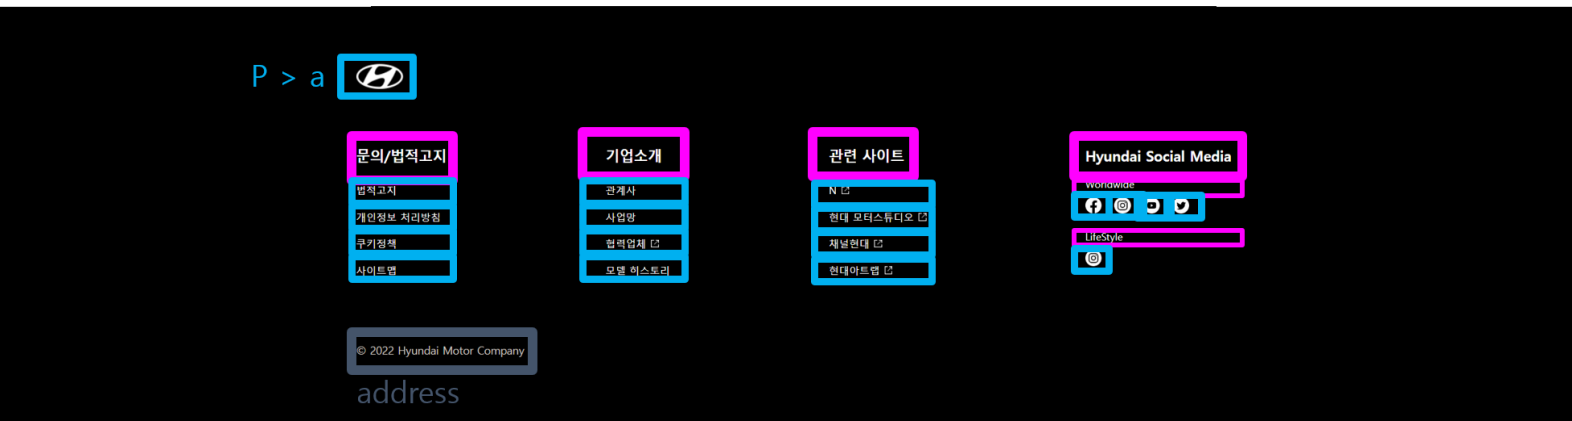 P > a
문의/법적고지
법적고지
개인정보 처리방침
쿠키정책
사이트맵
기업소개
관계사
사업망
협력업체
모델 히스토리
관련 사이트
N
현대 모터스튜디오
채널현대
현대아트랩
Hyundai Social Media
Worldwide
LifeStyle
© 2022 Hyundai Motor Company
address